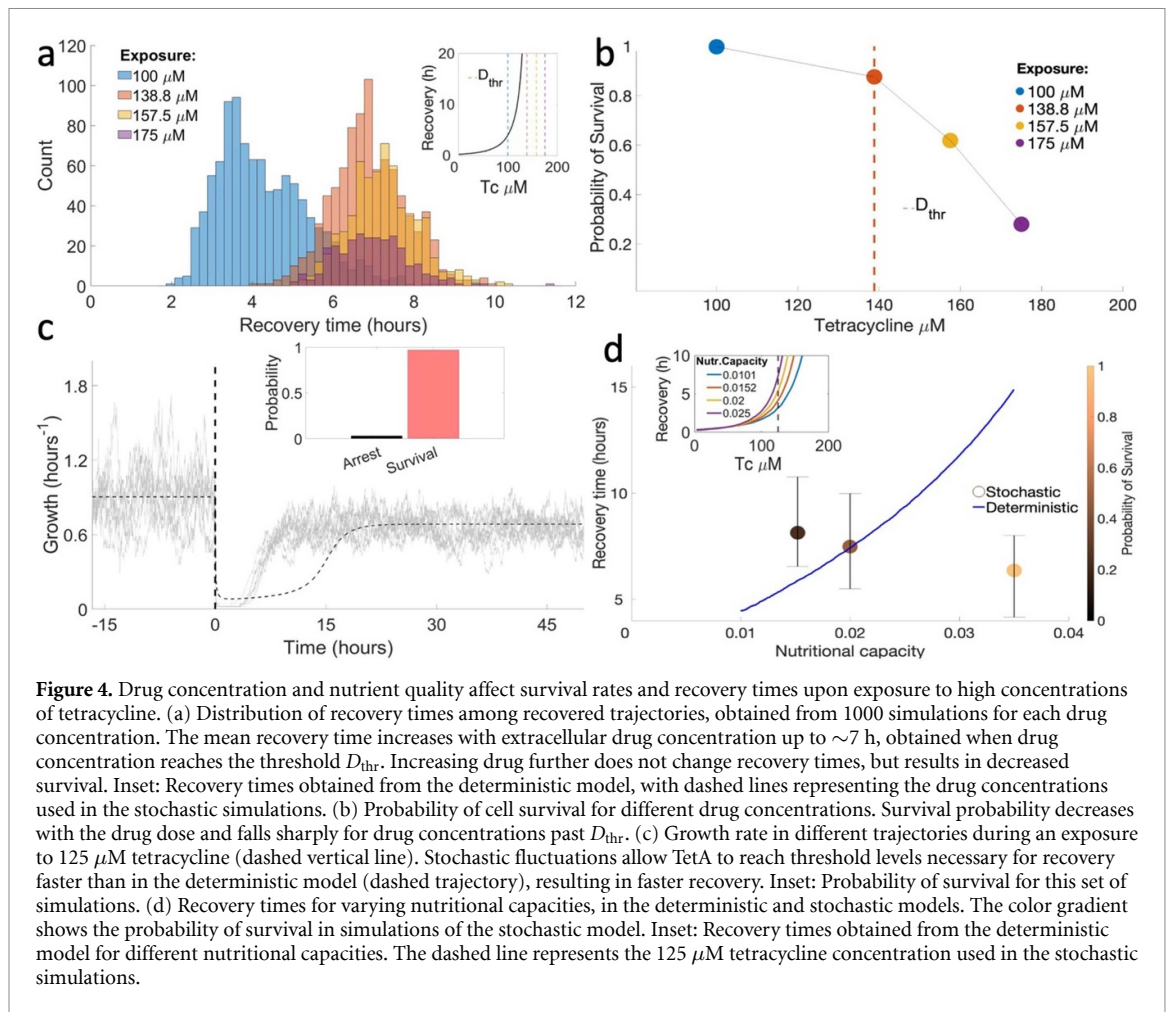 a
120
100
80
60
40
20
0
Count
0
2
4
6
8
10
12
Recovery time (hours)
Exposure:
100 μM
138.8 μM
157.5 μM
175 μM
20
10
0
Recovery (h)
Dthr
0
100
200
Tc μM
b
1
0.8
0.6
0.4
0.2
Probability of Survival
100
120
140
160
180
200
Tetracycline μM
Exposure:
100 μM
138.8 μM
157.5 μM
175 μM
Dthr
c
1.8
1.2
0.6
0
Growth (hours-1)
-15
0
15
30
45
Time (hours)
1
0.5
0
Probability
Arrest
Survival
d
15
10
5
Recovery time (hours)
0
0.01
0.02
0.03
0.04
Nutritional capacity
10
5
0
Recovery (h)
Nutr.Capacity
0.0101
0.0152
0.02
0.025
0
100
200
Tc μM
Stochastic
Deterministic
1
0.8
0.6
0.4
0.2
0
Probability of Survival
Figure 4. Drug concentration and nutrient quality affect survival rates and recovery times upon exposure to high concentrations
of tetracycline. (a) Distribution of recovery times among recovered trajectories, obtained from 1000 simulations for each drug
concentration. The mean recovery time increases with extracellular drug concentration up to ∼7 h, obtained when drug
concentration reaches the threshold Dthr. Increasing drug further does not change recovery times, but results in decreased
survival. Inset: Recovery times obtained from the deterministic model, with dashed lines representing the drug concentrations
used in the stochastic simulations. (b) Probability of cell survival for different drug concentrations. Survival probability decreases
with the drug dose and falls sharply for drug concentrations past Dthr. (c) Growth rate in different trajectories during an exposure
to 125 μM tetracycline (dashed vertical line). Stochastic fluctuations allow TetA to reach threshold levels necessary for recovery
faster than in the deterministic model (dashed trajectory), resulting in faster recovery. Inset: Probability of survival for this set of
simulations. (d) Recovery times for varying nutritional capacities, in the deterministic and stochastic models. The color gradient
shows the probability of survival in simulations of the stochastic model. Inset: Recovery times obtained from the deterministic
model for different nutritional capacities. The dashed line represents the 125 μM tetracycline concentration used in the stochastic
simulations.